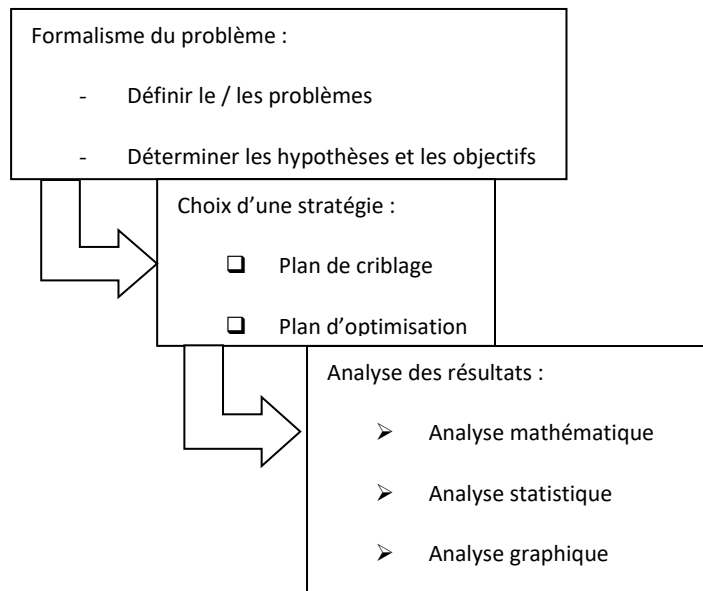 Formalisme du problème :
- Définir le / les problèmes
- Déterminer les hypothèses et les objectifs
Choix d'une stratégie :
❑ Plan de criblage
❑ Plan d'optimisation
Analyse des résultats :
➢ Analyse mathématique
➢ Analyse statistique
➢ Analyse graphique